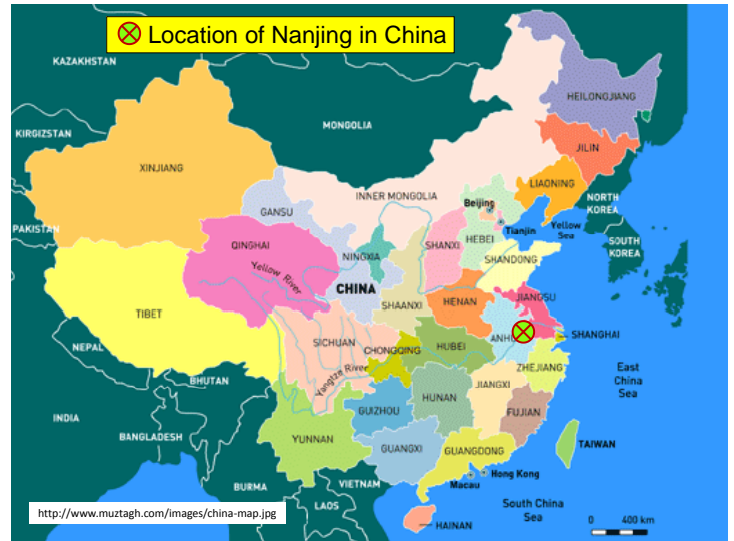 Location of Nanjing in China
KAZAKHSTAN
HEILONGJIANG
MONGOLIA
KIRGIZSTAN
JILIN
XINJIANG
LIAONING
INNER MONGOLIA
NORTH
KOREA
Beijing
GANSU
Tianjin
Yellow
Sea
PAKISTAN
QINGHAI
NINGXIA
SHANXI
HEBEI
SOUTH
KOREA
SHANDONG
Yellow River
CHINA
SHAANXI
HENAN
JIANGSU
TIBET
SHANGHAI
SICHUAN
CHONGQING
HUBEI
ANHU
NEPAL
Yangtze River
ZHEJIANG
East
China
Sea
BHUTAN
JIANGXI
HUNAN
GUIZHOU
FUJIAN
INDIA
BANGLADESH
YUNNAN
GUANGXI
GUANGDONG
TAIWAN
Hong Kong
Macau
BURMA
VIETNAM
LAOS
South China
Sea
http://www.muztagh.com/images/china-map.jpg
HAINAN
0 400 km